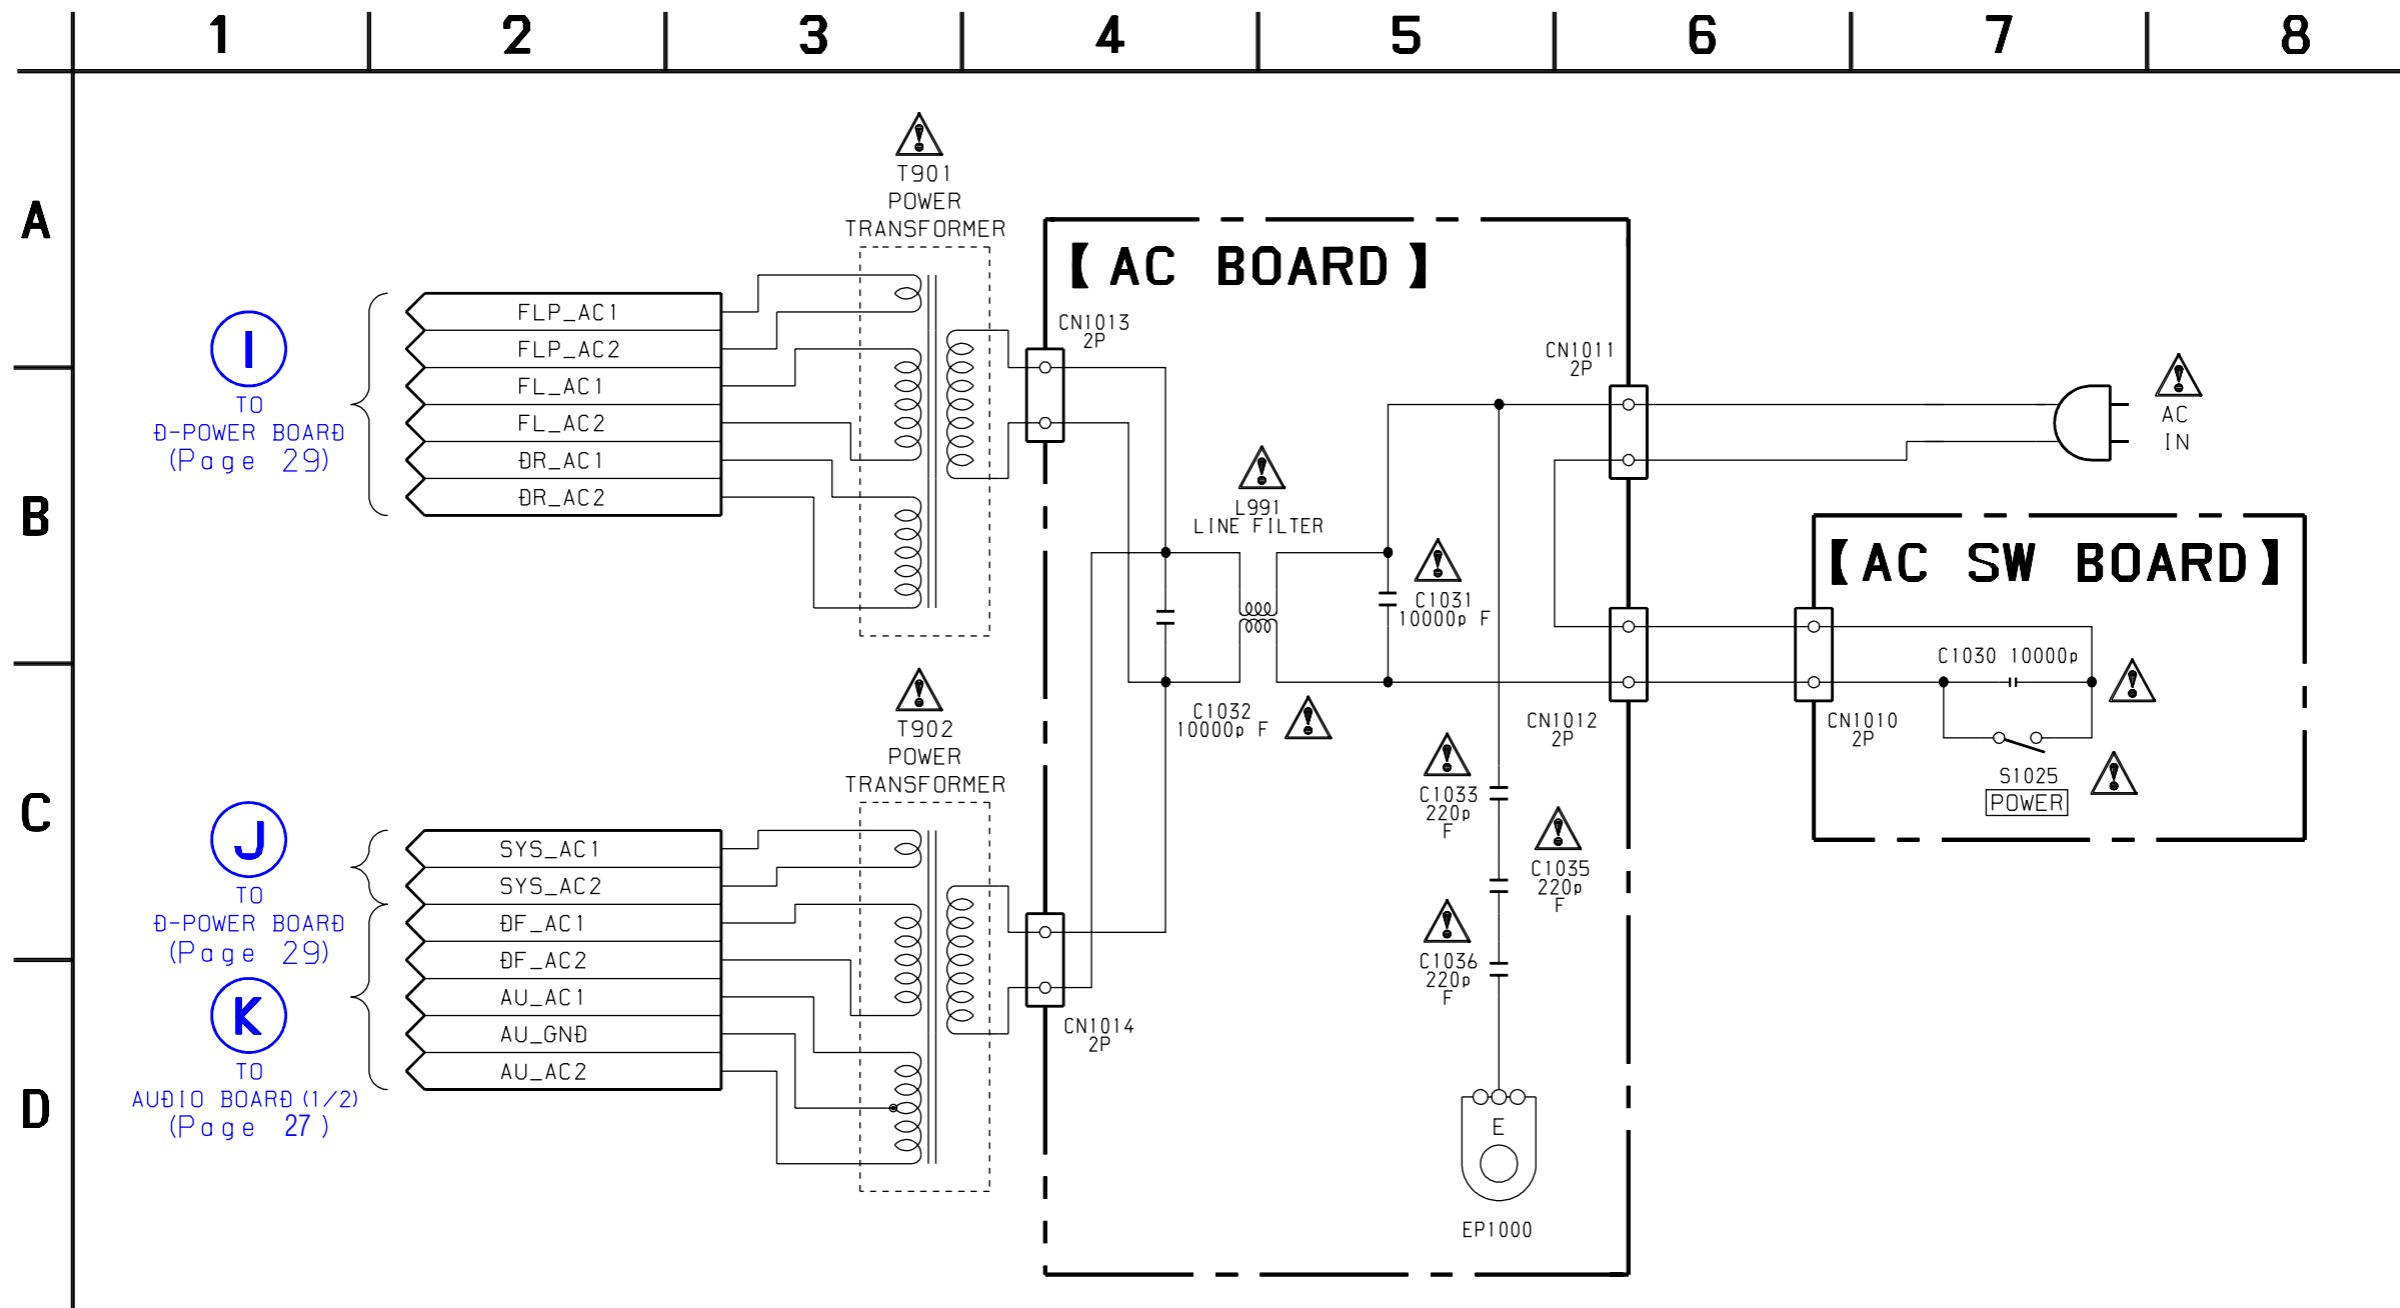 1 2 3 4 5 6 7 8
A
B
C
D
T901
POWER
TRANSFORMER
I
TO
D-POWER BOARD
(Page 29)
FLP_AC1
FLP_AC2
FL_AC1
FL_AC2
DR_AC1
DR_AC2
【AC BOARD】
CN1013
2P
CN1011
2P
AC
IN
L991
LINE FILTER
C1031
10000p F
【AC SW BOARD】
C1030 10000p
C1032
10000p F
CN1012
2P
CN1010
2P
S1025
POWER
T902
POWER
TRANSFORMER
J
TO
D-POWER BOARD
(Page 29)
K
TO
AUDIO BOARD (1/2)
(Page 27)
SYS_AC1
SYS_AC2
DF_AC1
DF_AC2
AU_AC1
AU_GND
AU_AC2
CN1014
2P
C1033
220p
F
C1035
220p
F
C1036
220p
F
E
EP1000